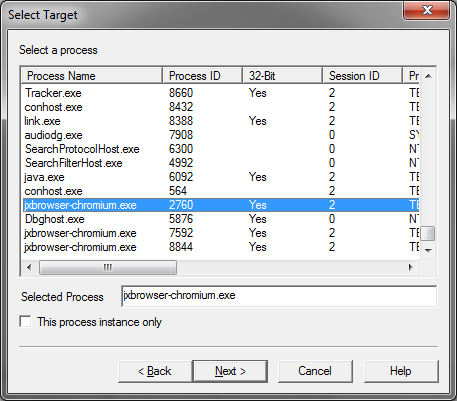 Select Target
Select a process
Process Name Process ID 32-Bit Session ID Pr
Tracker.exe 8660 Yes 2 TE
conhost.exe 8432 2 TE
link.exe 8388 Yes 2 TE
audiodg.exe 7908 0 SY
SearchProtocolHost.exe 6300 0 NT
SearchFilterHost.exe 4992 0 NT
java.exe 6092 Yes 2 TE
conhost.exe 564 2 TE
jxbrowser-chromium.exe 2760 Yes 2 TE
Dbghost.exe 5876 Yes 0 NT
jxbrowser-chromium.exe 7592 Yes 2 TE
jxbrowser-chromium.exe 8844 Yes 2 TE
Selected Process jxbrowser-chromium.exe
This process instance only
< Back Next > Cancel Help